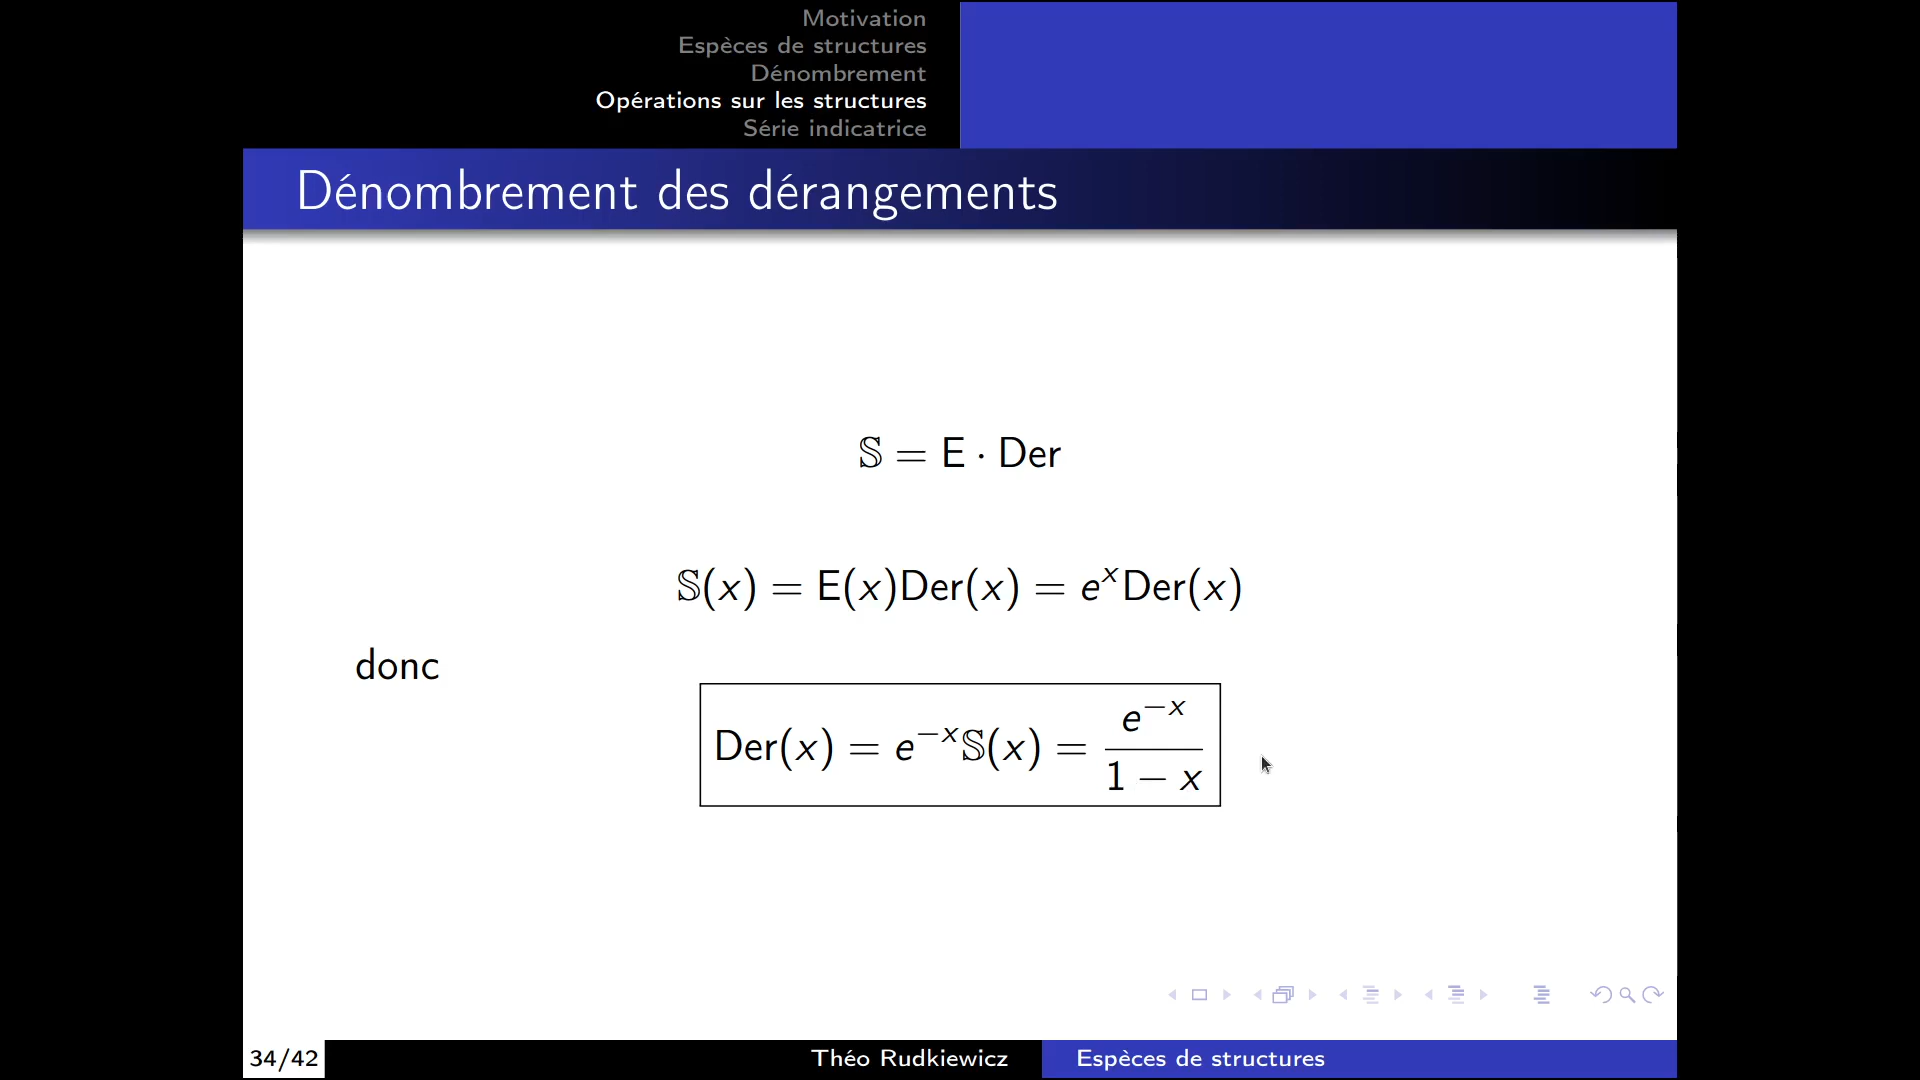 Motivation
Espèces de structures
Dénombrement
Opérations sur les structures
Série indicatrice
Dénombrement des dérangements
𝕊 = E · Der
𝕊(x) = E(x)Der(x) = e^x Der(x)
donc
Der(x) = e^{−x}𝕊(x) = \frac{e^{−x}}{1 − x}
34/42
Théo Rudkiewicz
Espèces de structures